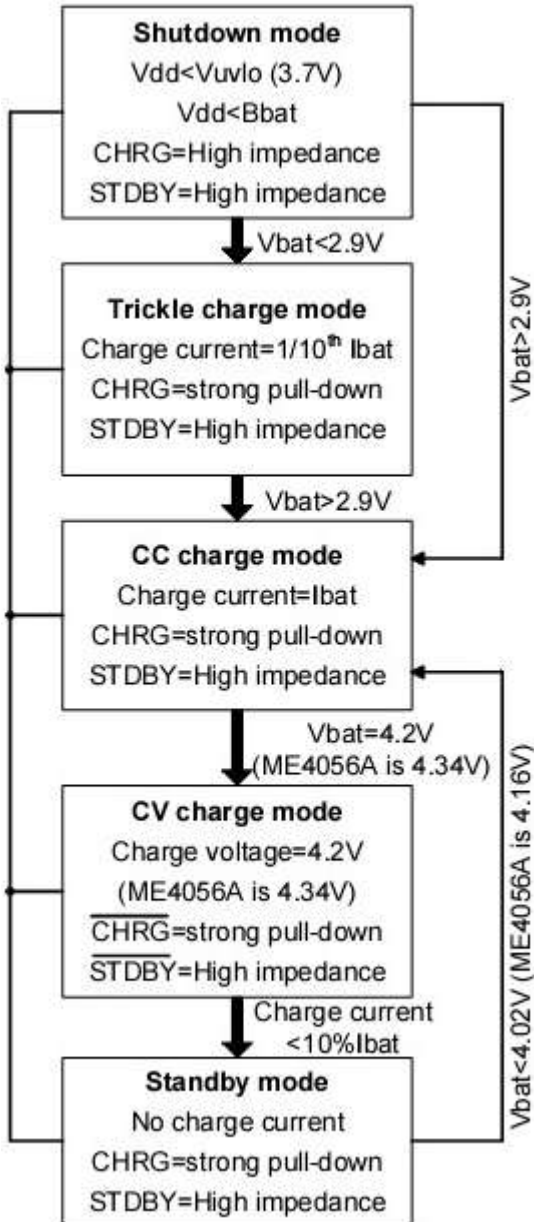 Shutdown mode
Vdd<Vuvlo (3.7V)
Vdd<Bbat
CHRG=High impedance
STDBY=High impedance
Vbat<2.9V
Vbat>2.9V
Trickle charge mode
Charge current=1/10th Ibat
CHRG=strong pull-down
STDBY=High impedance
Vbat>2.9V
CC charge mode
Charge current=Ibat
CHRG=strong pull-down
STDBY=High impedance
Vbat=4.2V
(ME4056A is 4.34V)
CV charge mode
Charge voltage=4.2V
(ME4056A is 4.34V)
CHRG=strong pull-down
STDBY=High impedance
Vbat<4.02V (ME4056A is 4.16V)
Charge current
<10%Ibat
Standby mode
No charge current
CHRG=strong pull-down
STDBY=High impedance